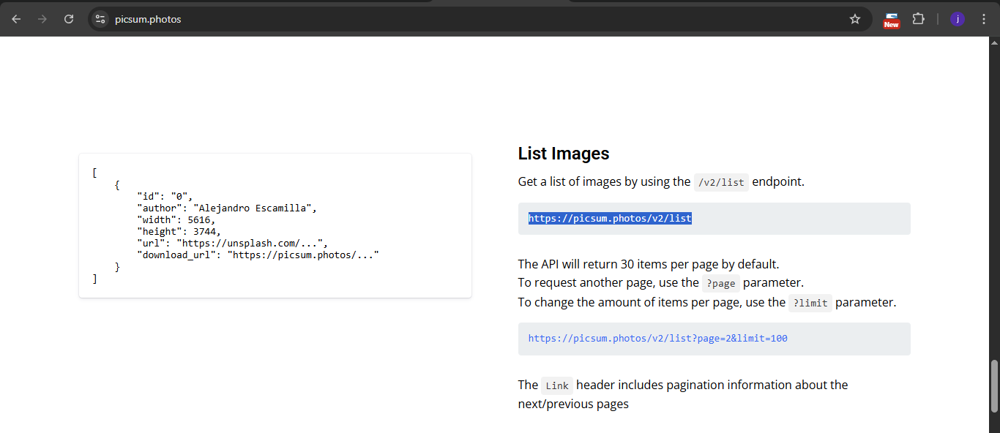 picsum.photos
New
j
[
    {
        "id": "0",
        "author": "Alejandro Escamilla",
        "width": 5616,
        "height": 3744,
        "url": "https://unsplash.com/...",
        "download_url": "https://picsum.photos/..."
    }
]
List Images
Get a list of images by using the /v2/list endpoint.
https://picsum.photos/v2/list
The API will return 30 items per page by default.
To request another page, use the ?page parameter.
To change the amount of items per page, use the ?limit parameter.
https://picsum.photos/v2/list?page=2&limit=100
The Link header includes pagination information about the
next/previous pages